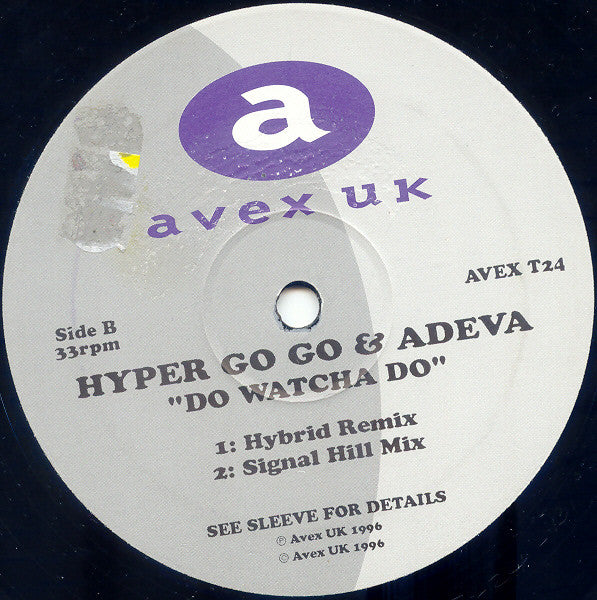 a
avex uk
AVEX T24
Side B
33rpm
HYPER GO GO & ADEVA
"DO WATCHA DO"
1: Hybrid Remix
2: Signal Hill Mix
SEE SLEEVE FOR DETAILS
℗ Avex UK 1996
© Avex UK 1996